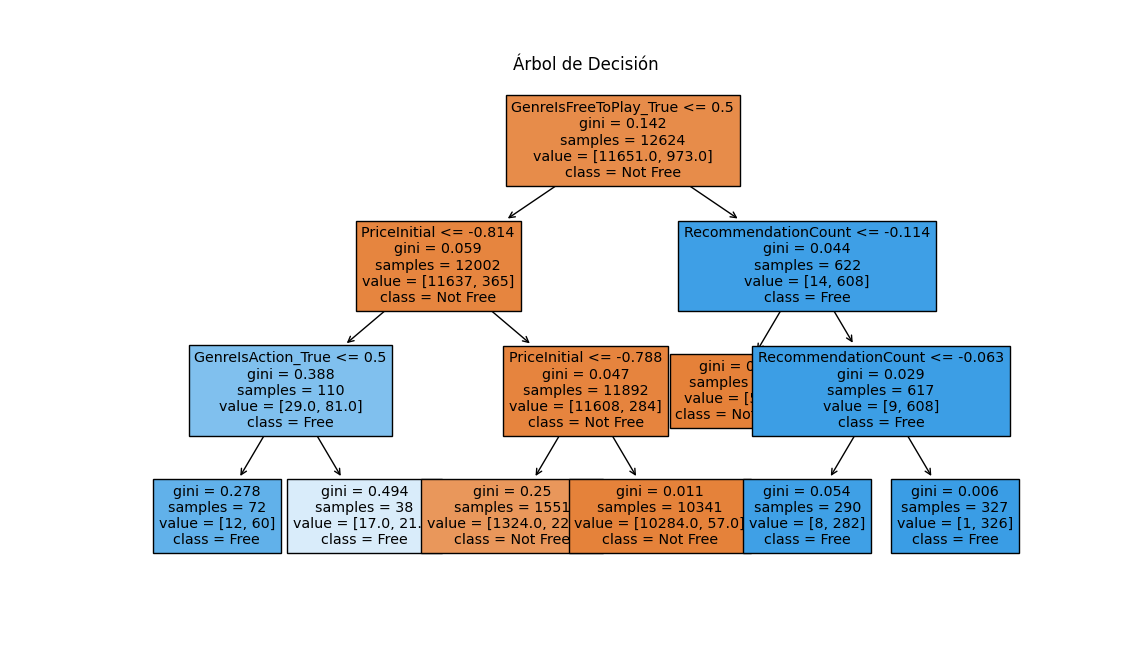 Árbol de Decisión
GenreIsFreeToPlay_True <= 0.5
gini = 0.142
samples = 12624
value = [11651.0, 973.0]
class = Not Free
PriceInitial <= -0.814
gini = 0.059
samples = 12002
value = [11637, 365]
class = Not Free
RecommendationCount <= -0.114
gini = 0.044
samples = 622
value = [14, 608]
class = Free
GenreIsAction_True <= 0.5
gini = 0.388
samples = 110
value = [29.0, 81.0]
class = Free
PriceInitial <= -0.788
gini = 0.047
samples = 11892
value = [11608, 284]
class = Not Free
gini =
samples
value =
class =
RecommendationCount <= -0.063
gini = 0.029
samples = 617
value = [9, 608]
class = Free
gini = 0.278
samples = 72
value = [12, 60]
class = Free
gini = 0.494
samples = 38
value = [17.0,
class = Free
gini = 0.25
samples = 1551
value = [1324.0,
class = Not Free
gini = 0.011
samples = 10341
value = [10284.0, 57.0]
class = Not Free
gini = 0.054
samples = 290
value = [8, 282]
class = Free
gini = 0.006
samples = 327
value = [1, 326]
class = Free